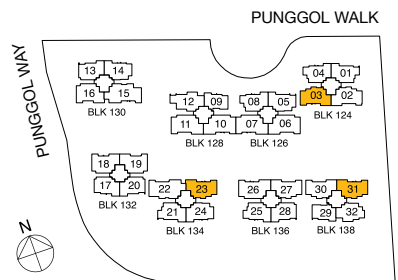 PUNGGOL WALK
PUNGGOL WAY
13 14
16 15
BLK 130
04 01
03 02
BLK 124
12 09 08 05
11 10 07 06
BLK 128 BLK 126
18 19
17 20
BLK 132
22 23
21 24
BLK 134
26 27
25 28
BLK 136
30 31
29 32
BLK 138
N